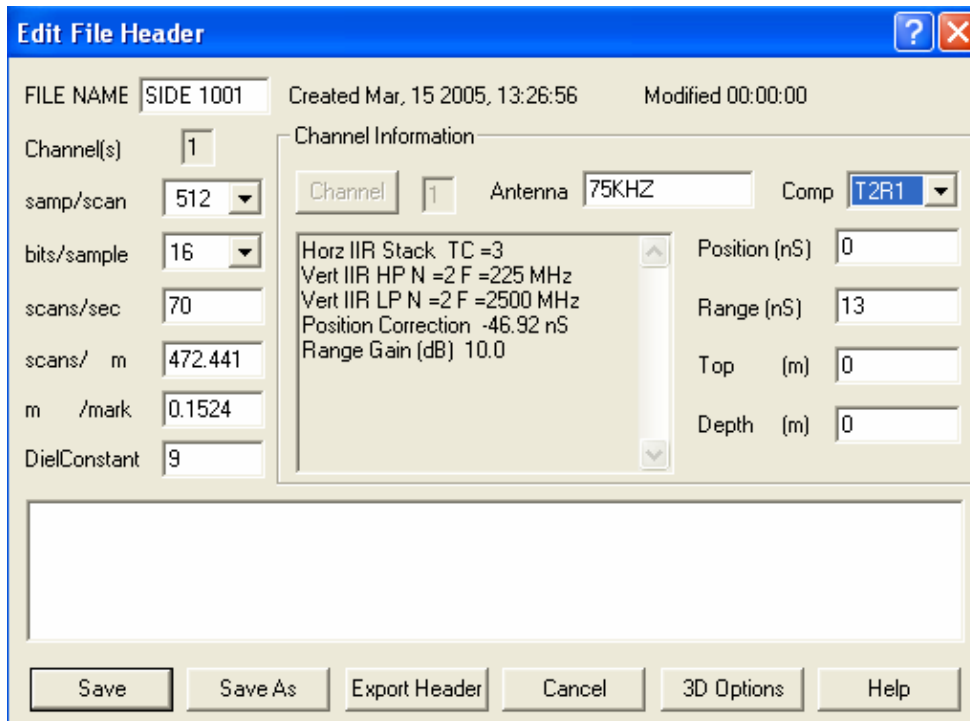 Edit File Header
FILE NAME SIDE 1001 Created Mar, 15 2005, 13:26:56 Modified 00:00:00
Channel(s) 1
samp/scan 512
bits/sample 16
scans/sec 70
scans/ m 472.441
m /mark 0.1524
DielConstant 9
Channel Information
Channel 1 Antenna 75KHZ Comp T2R1
Horz IIR Stack TC =3
Vert IIR HP N =2 F =225 MHz
Vert IIR LP N =2 F =2500 MHz
Position Correction -46.92 nS
Range Gain (dB) 10.0
Position (nS) 0
Range (nS) 13
Top (m) 0
Depth (m) 0
Save Save As Export Header Cancel 3D Options Help